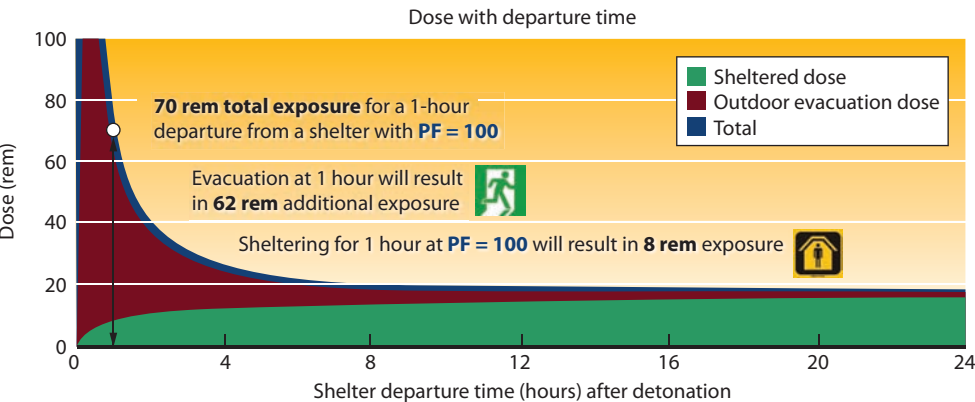 Dose with departure time
100
80
60
40
20
0
Dose (rem)
Sheltered dose
Outdoor evacuation dose
Total
70 rem total exposure for a 1-hour
departure from a shelter with PF = 100
Evacuation at 1 hour will result
in 62 rem additional exposure
Sheltering for 1 hour at PF = 100 will result in 8 rem exposure
0 4 8 12 16 20 24
Shelter departure time (hours) after detonation